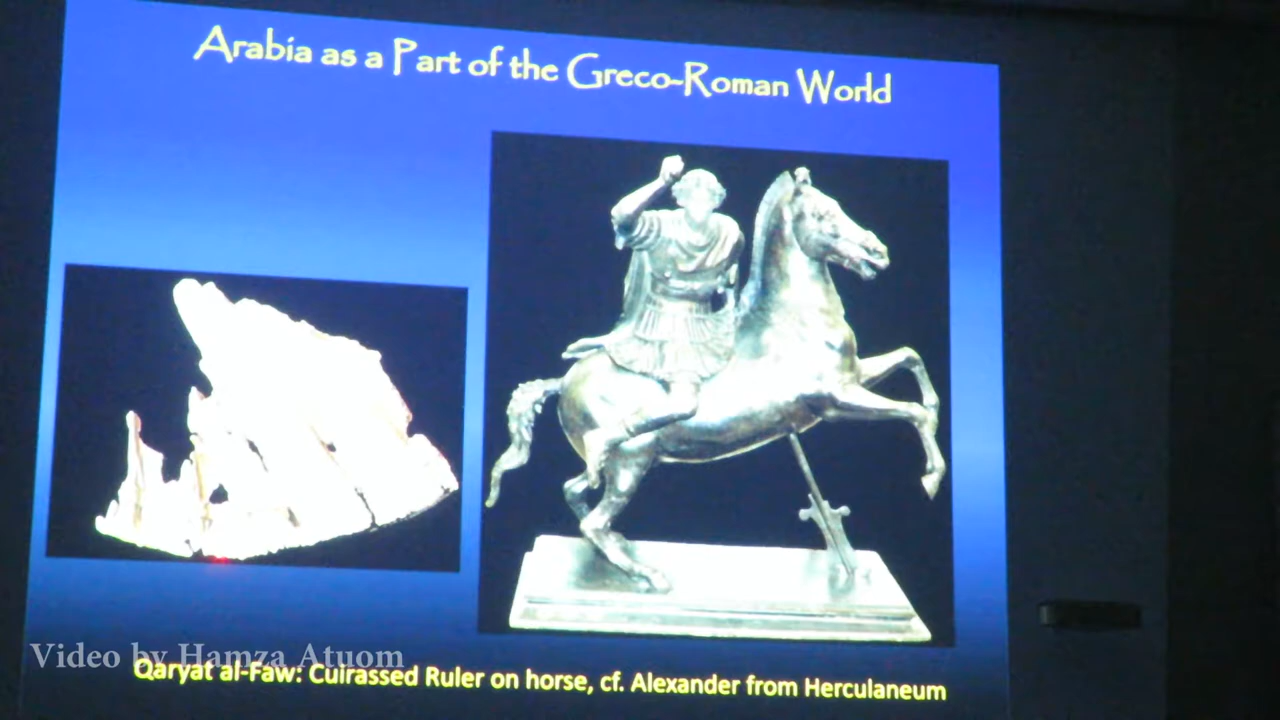 Arabia as a Part of the Greco-Roman World
Video by Hamza Atuom
Qaryat al-Faw: Cuirassed Ruler on horse, cf. Alexander from Herculaneum